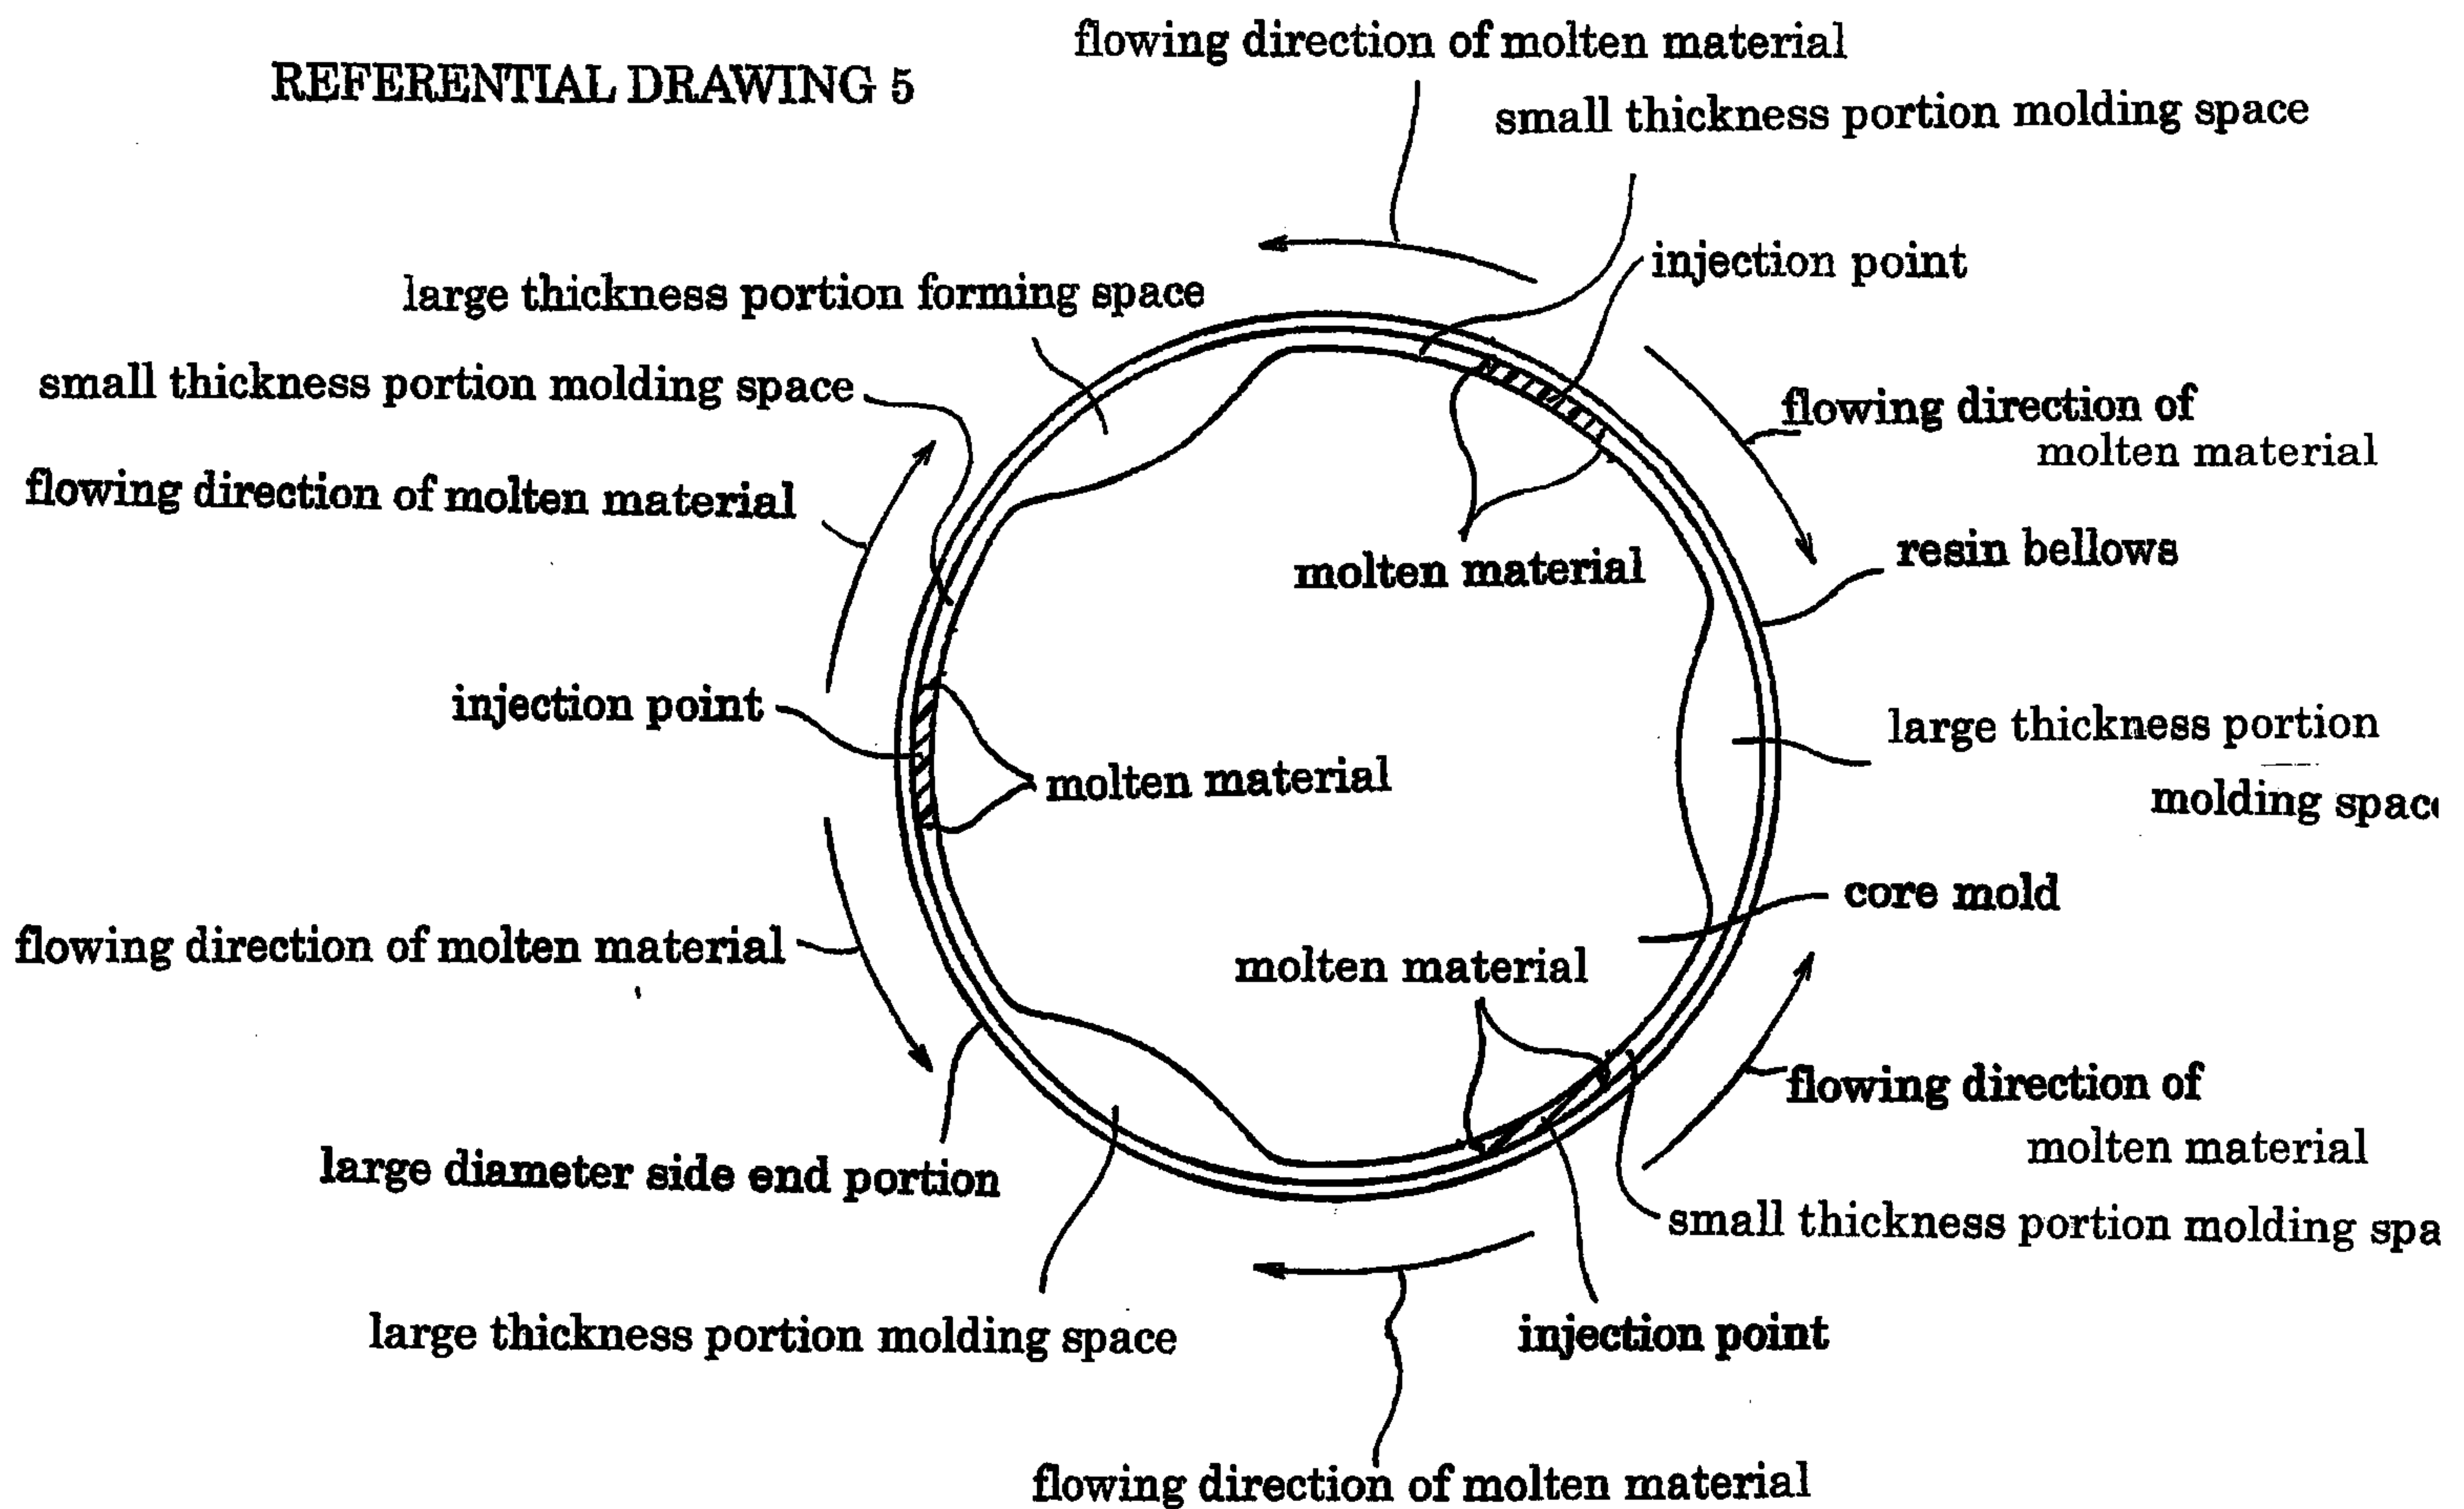 flowing direction of molten material
REFERENTIAL DRAWING 5
small thickness portion molding space
injection point
large thickness portion forming space
small thickness portion molding space
flowing direction of
molten material
flowing direction of molten material
resin bellows
molten material
injection point
large thickness portion
molding spac
molten material
core mold
flowing direction of molten material
molten material
flowing direction of
molten material
large diameter side end portion
small thickness portion molding spa
large thickness portion molding space
injection point
flowing direction of molten material